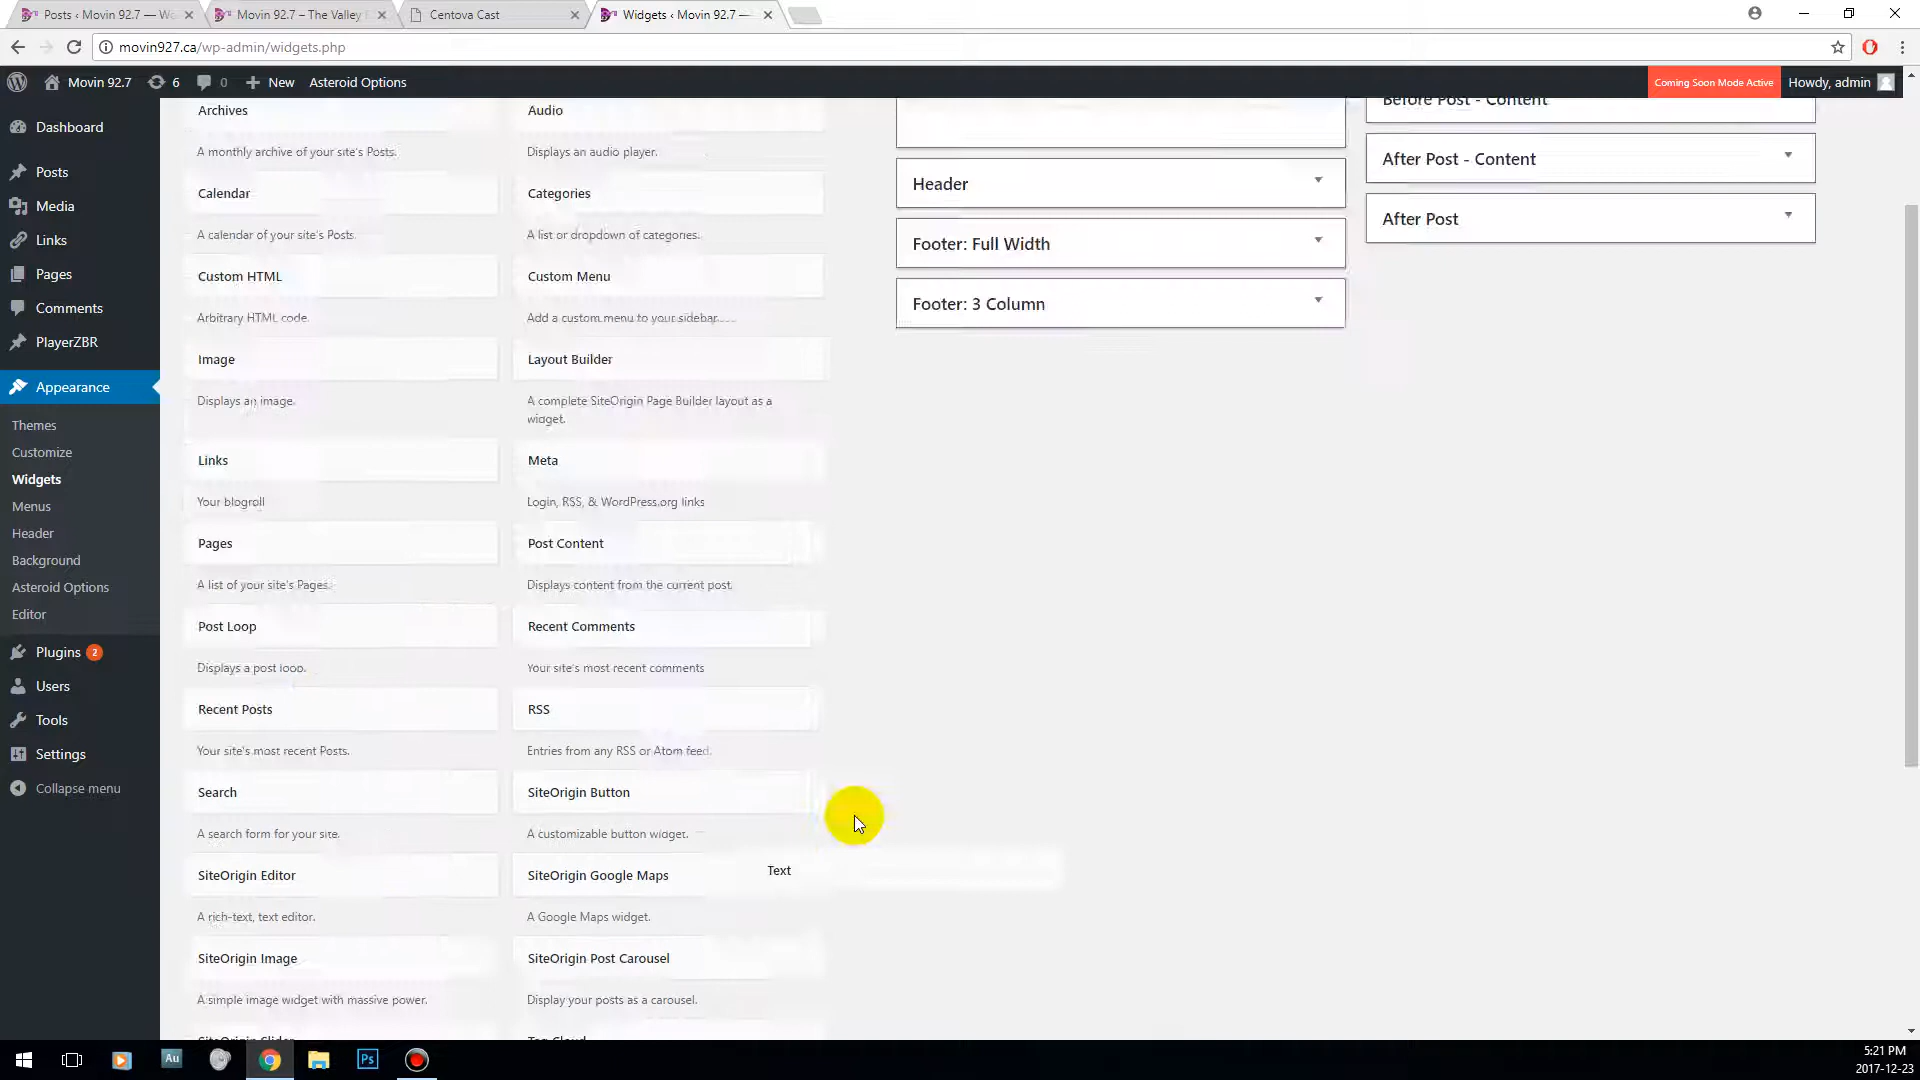 Posts ‹ Movin 92.7 — Wo
Movin 92.7 – The Valley F
Centova Cast
Widgets ‹ Movin 92.7 —
movin927.ca/wp-admin/widgets.php
Movin 92.7
6
0
New
Asteroid Options
Coming Soon Mode Active
Howdy, admin
Dashboard
Posts
Media
Links
Pages
Comments
PlayerZBR
Appearance
Themes
Customize
Widgets
Menus
Header
Background
Asteroid Options
Editor
Plugins 2
Users
Tools
Settings
Collapse menu
Archives
A monthly archive of your site's Posts.
Audio
Displays an audio player.
Calendar
A calendar of your site's Posts.
Categories
A list or dropdown of categories.
Custom HTML
Arbitrary HTML code.
Custom Menu
Add a custom menu to your sidebar.
Image
Displays an image.
Layout Builder
A complete SiteOrigin Page Builder layout as a
widget.
Links
Your blogroll
Meta
Login, RSS, & WordPress.org links
Pages
A list of your site's Pages.
Post Content
Displays content from the current post.
Post Loop
Displays a post loop.
Recent Comments
Your site's most recent comments
Recent Posts
Your site's most recent Posts.
RSS
Entries from any RSS or Atom feed.
Search
A search form for your site.
SiteOrigin Button
A customizable button widget.
SiteOrigin Editor
A rich-text, text editor.
SiteOrigin Google Maps
A Google Maps widget.
Text
SiteOrigin Image
A simple image widget with massive power.
SiteOrigin Post Carousel
Display your posts as a carousel.
SiteOrigin Slider
Tag Cloud
Header
Footer: Full Width
Footer: 3 Column
Before Post - Content
After Post - Content
After Post
Au
Ps
5:21 PM
2017-12-23